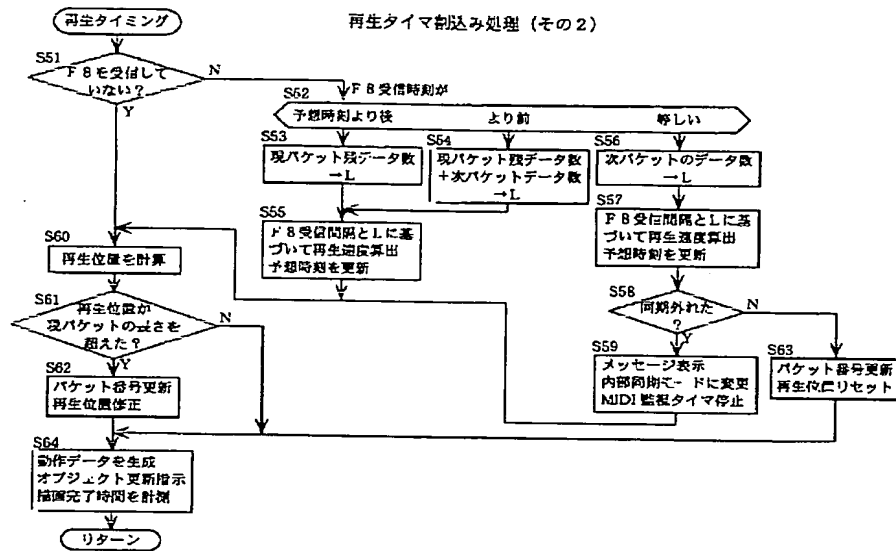 再生タイマ割込み処理（その２）
再生タイミング
S51
F8を受信して
いない？
N
Y
F8受信時刻が
S52
予想時刻より後
より前
等しい
S53
現パケット残データ数
→L
S54
現パケット残データ数
+次パケットデータ数
→L
S56
次パケットのデータ数
→L
S55
F8受信間隔とLに基
づいて再生速度算出
予想時刻を更新
S57
F8受信間隔とLに基
づいて再生速度算出
予想時刻を更新
S58
同期外れた
？
N
Y
S59
メッセージ表示
内部同期モードに変更
MIDI監視タイマ停止
S63
パケット番号更新
再生位置リセット
S60
再生位置を計算
S61
再生位置が
現パケットの長さを
超えた？
N
Y
S62
パケット番号更新
再生位置修正
S64
動作データを生成
オブジェクト更新指示
描画完了時間を計測
リターン